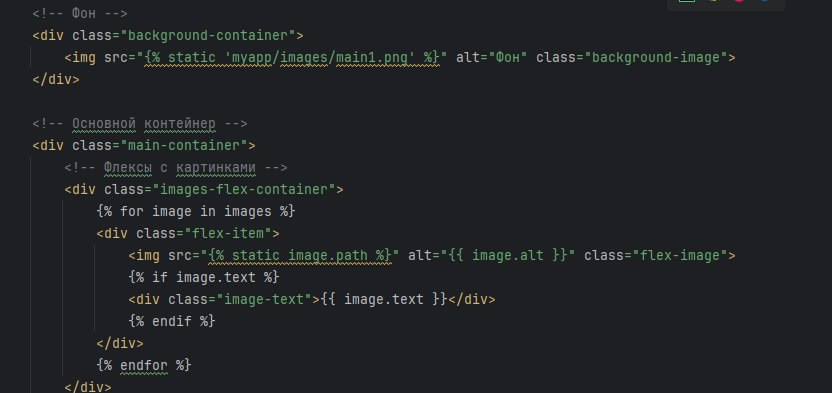 <!-- Фон -->
<div class="background-container">
<img src="{% static 'myapp/images/main1.png' %}" alt="Фон" class="background-image">
</div>
<!-- Основной контейнер -->
<div class="main-container">
<!-- Флексы с картинками -->
<div class="images-flex-container">
{% for image in images %}
<div class="flex-item">
<img src="{% static image.path %}" alt="{{ image.alt }}" class="flex-image">
{% if image.text %}
<div class="image-text">{{ image.text }}</div>
{% endif %}
</div>
{% endfor %}
</div>